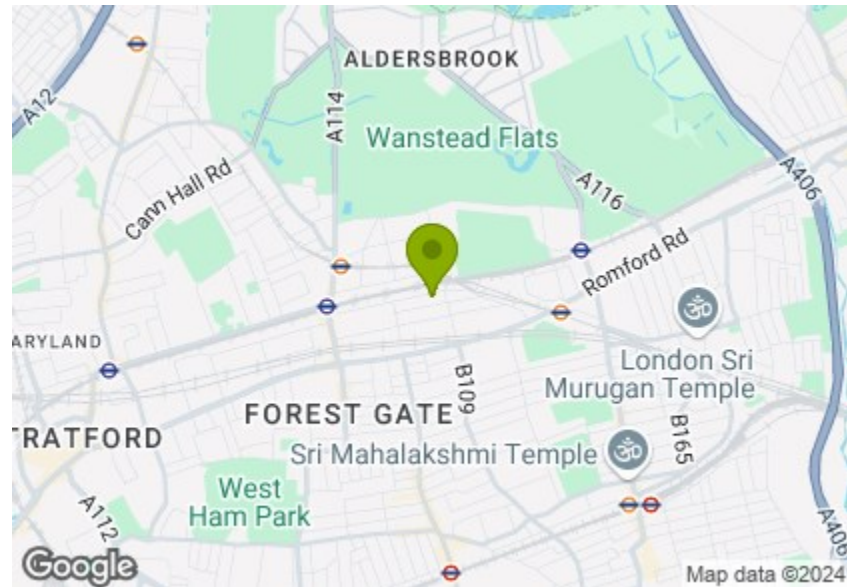 ALDERSBROOK
A12
A114
Wanstead Flats
A406
A116
Cann Hall Rd
Romford Rd
ARYLAND
London Sri
Murugan Temple
B109
FOREST GATE
B165
TRATFORD
Sri Mahalakshmi Temple
West
Ham Park
A112
A406
Google
Map data ©2024